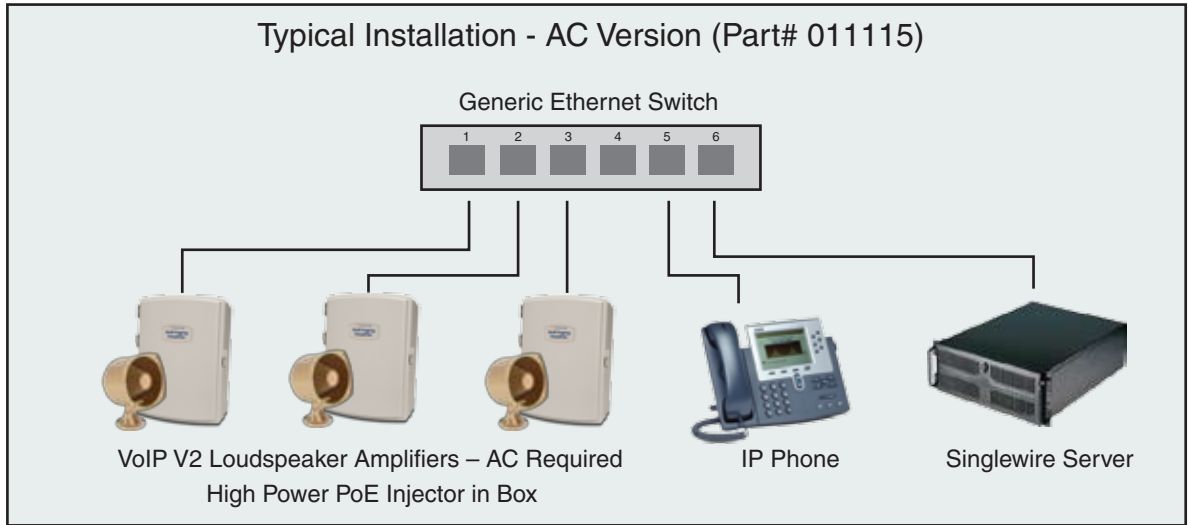 Typical Installation - AC Version (Part# 011115)
Generic Ethernet Switch
1 2 3 4 5 6
VoIP V2 Loudspeaker Amplifiers – AC Required
High Power PoE Injector in Box
IP Phone
Singlewire Server